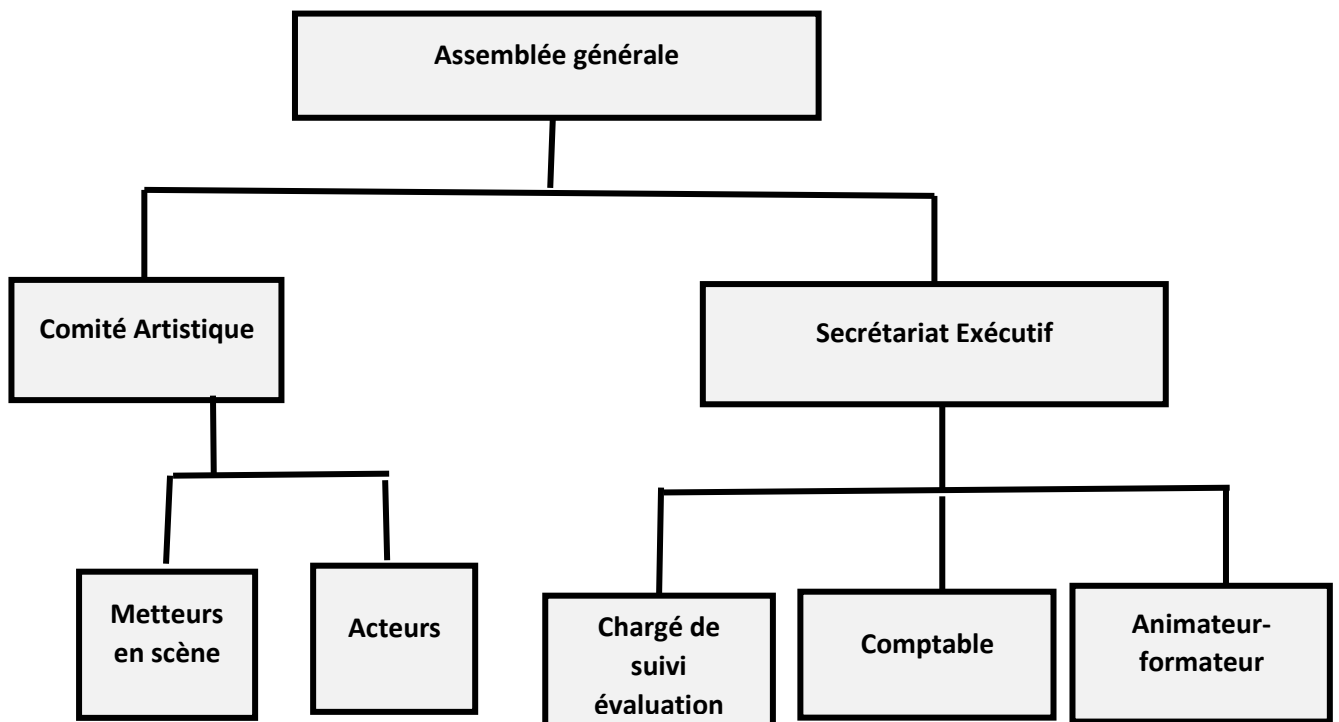 Assemblée générale
Comité Artistique
Secrétariat Exécutif
Metteurs
en scène
Acteurs
Chargé de
suivi
évaluation
Comptable
Animateur-
formateur